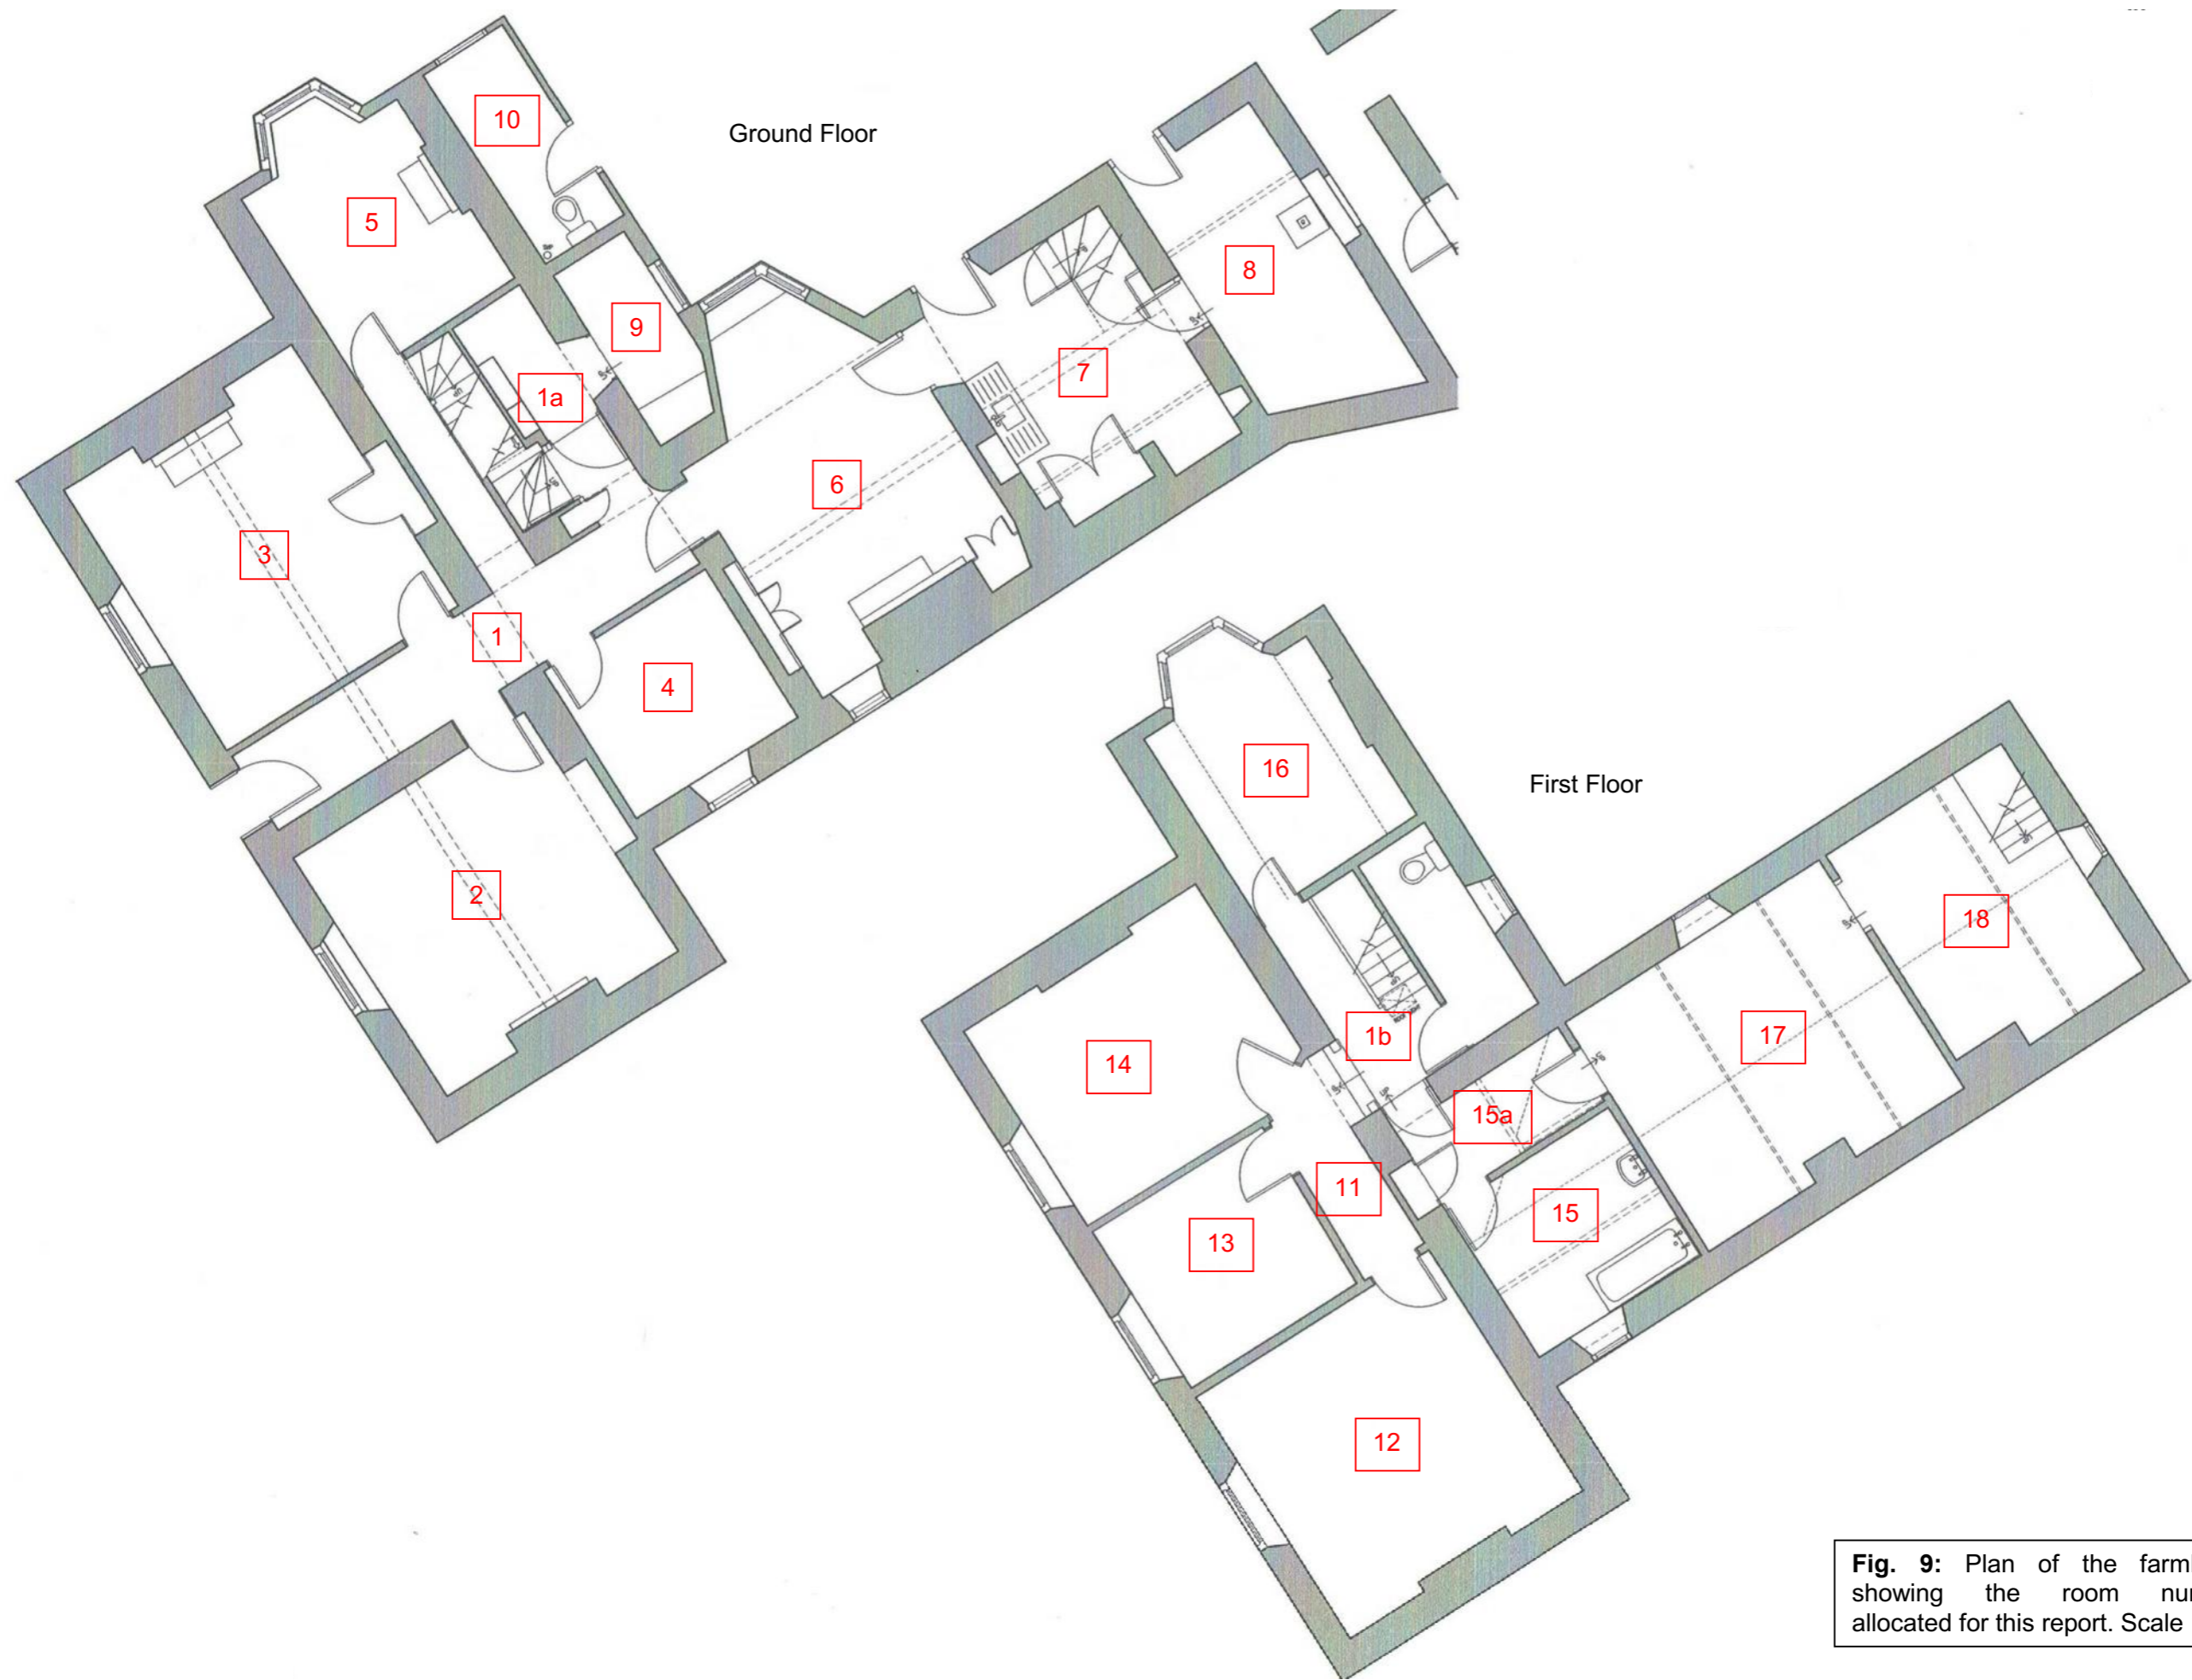 10
Ground Floor
5
8
9
7
1a
6
3
1
4
16
First Floor
2
18
1b
17
14
15a
11
15
13
12
Fig. 9: Plan of the
showing the room
allocated for this report. Scale